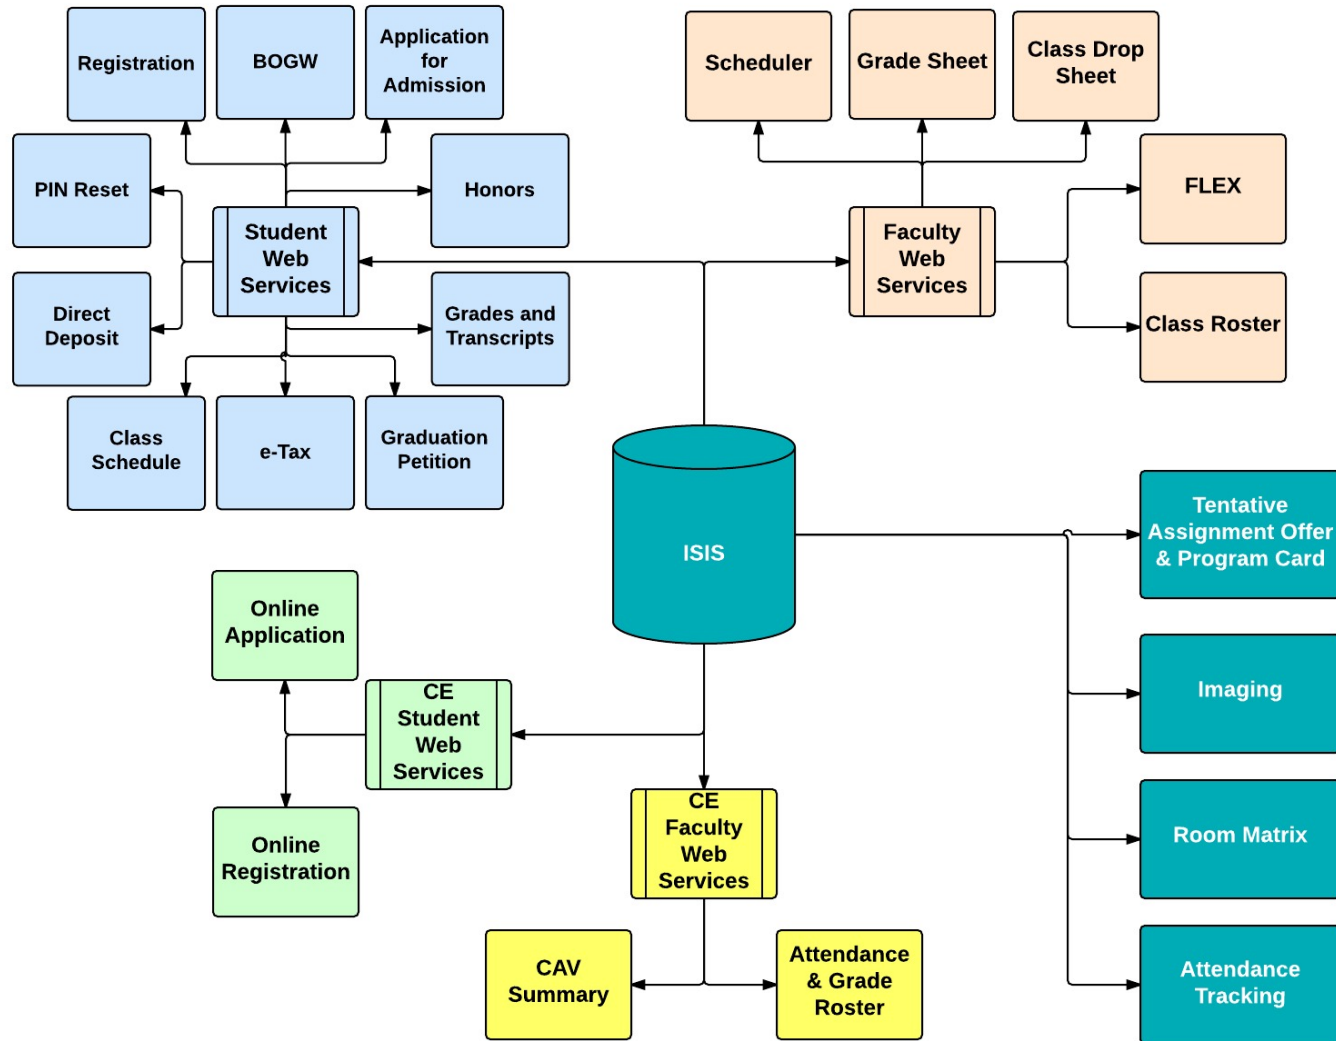 Registration
BOGW
Application
for
Admission
PIN Reset
Honors
Student
Web
Services
Direct
Deposit
Grades and
Transcripts
Class
Schedule
e-Tax
Graduation
Petition
Scheduler
Grade Sheet
Class Drop
Sheet
FLEX
Faculty
Web
Services
Class Roster
ISIS
Tentative
Assignment Offer
& Program Card
Imaging
Room Matrix
Attendance
Tracking
Online
Application
CE
Student
Web
Services
Online
Registration
CE
Faculty
Web
Services
CAV
Summary
Attendance
& Grade
Roster